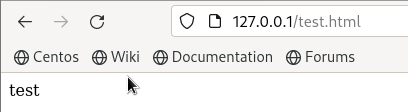 127.0.0.1/test.html
Centos Wiki Documentation Forums
test